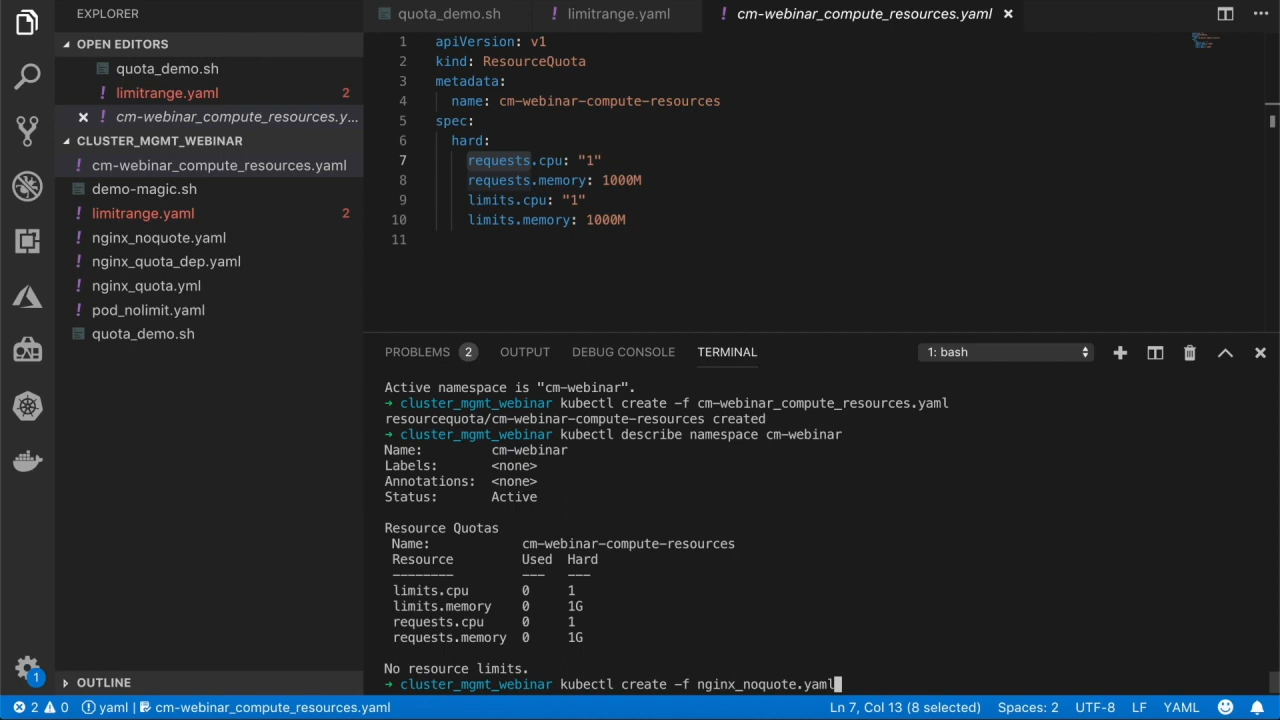 EXPLORER
OPEN EDITORS
quota_demo.sh
! limitrange.yaml 2
! cm-webinar_compute_resources.y...
CLUSTER_MGMT_WEBINAR
! cm-webinar_compute_resources.yaml
demo-magic.sh
! limitrange.yaml 2
! nginx_noquote.yaml
! nginx_quota_dep.yaml
! nginx_quota.yml
! pod_nolimit.yaml
quota_demo.sh
OUTLINE
1
quota_demo.sh ! limitrange.yaml ! cm-webinar_compute_resources.yaml
1 apiVersion: v1
2 kind: ResourceQuota
3 metadata:
4 name: cm-webinar-compute-resources
5 spec:
6 hard:
7 requests.cpu: "1"
8 requests.memory: 1000M
9 limits.cpu: "1"
10 limits.memory: 1000M
11
PROBLEMS 2 OUTPUT DEBUG CONSOLE TERMINAL 1: bash
Active namespace is "cm-webinar".
➜ cluster_mgmt_webinar kubectl create -f cm-webinar_compute_resources.yaml
resourcequota/cm-webinar-compute-resources created
➜ cluster_mgmt_webinar kubectl describe namespace cm-webinar
Name: cm-webinar
Labels: <none>
Annotations: <none>
Status: Active
Resource Quotas
Name: cm-webinar-compute-resources
Resource Used Hard
-------- --- ---
limits.cpu 0 1
limits.memory 0 1G
requests.cpu 0 1
requests.memory 0 1G
No resource limits.
➜ cluster_mgmt_webinar kubectl create -f nginx_noquote.yaml
2 0 yaml | cm-webinar_compute_resources.yaml Ln 7, Col 13 (8 selected) Spaces: 2 UTF-8 LF YAML